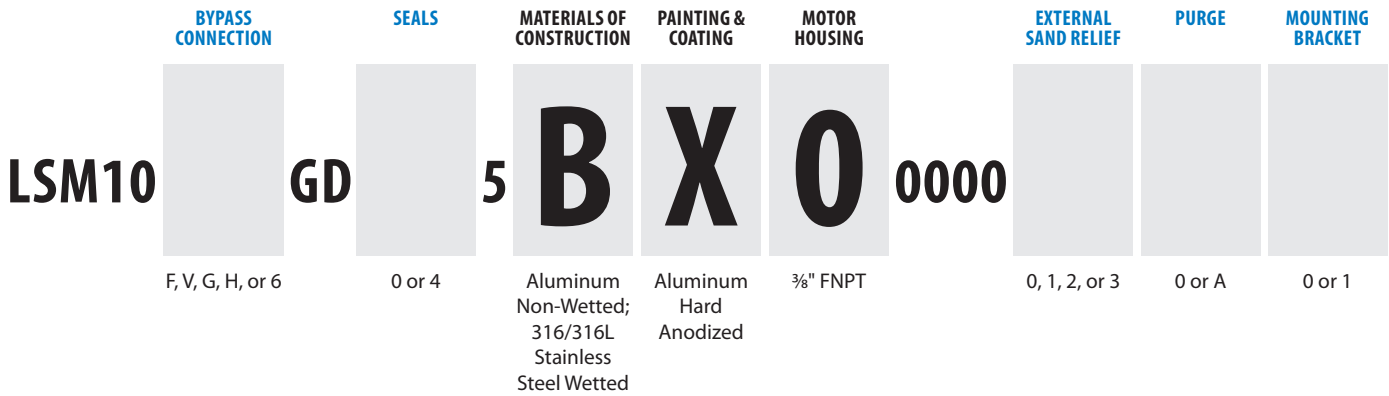 BYPASS CONNECTION
SEALS
MATERIALS OF CONSTRUCTION
PAINTING & COATING
MOTOR HOUSING
EXTERNAL SAND RELIEF
PURGE
MOUNTING BRACKET
LSM10 GD 5 B X 0 0000
F, V, G, H, or 6
0 or 4
Aluminum
Non-Wetted;
316/316L
Stainless
Steel Wetted
Aluminum
Hard
Anodized
⅜" FNPT
0, 1, 2, or 3
0 or A
0 or 1